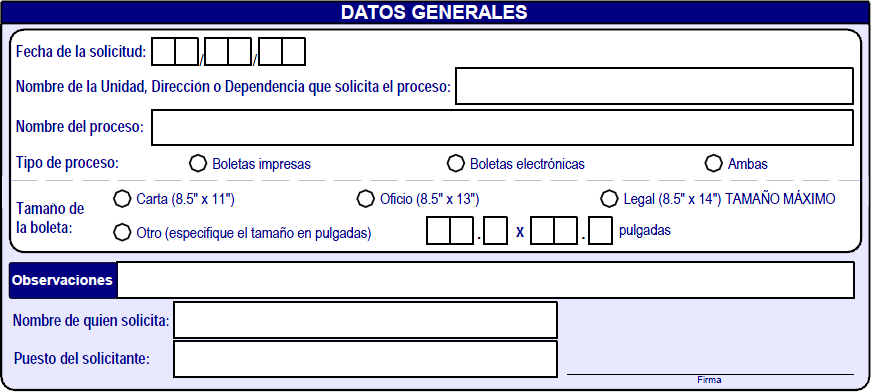 DATOS GENERALES
Fecha de la solicitud: / /
Nombre de la Unidad, Dirección o Dependencia que solicita el proceso:
Nombre del proceso:
Tipo de proceso: Boletas impresas Boletas electrónicas Ambas
Tamaño de la boleta:
Carta (8.5" x 11") Oficio (8.5" x 13") Legal (8.5" x 14") TAMAÑO MÁXIMO
Otro (especifique el tamaño en pulgadas) . x . pulgadas
Observaciones
Nombre de quien solicita:
Puesto del solicitante:
Firma